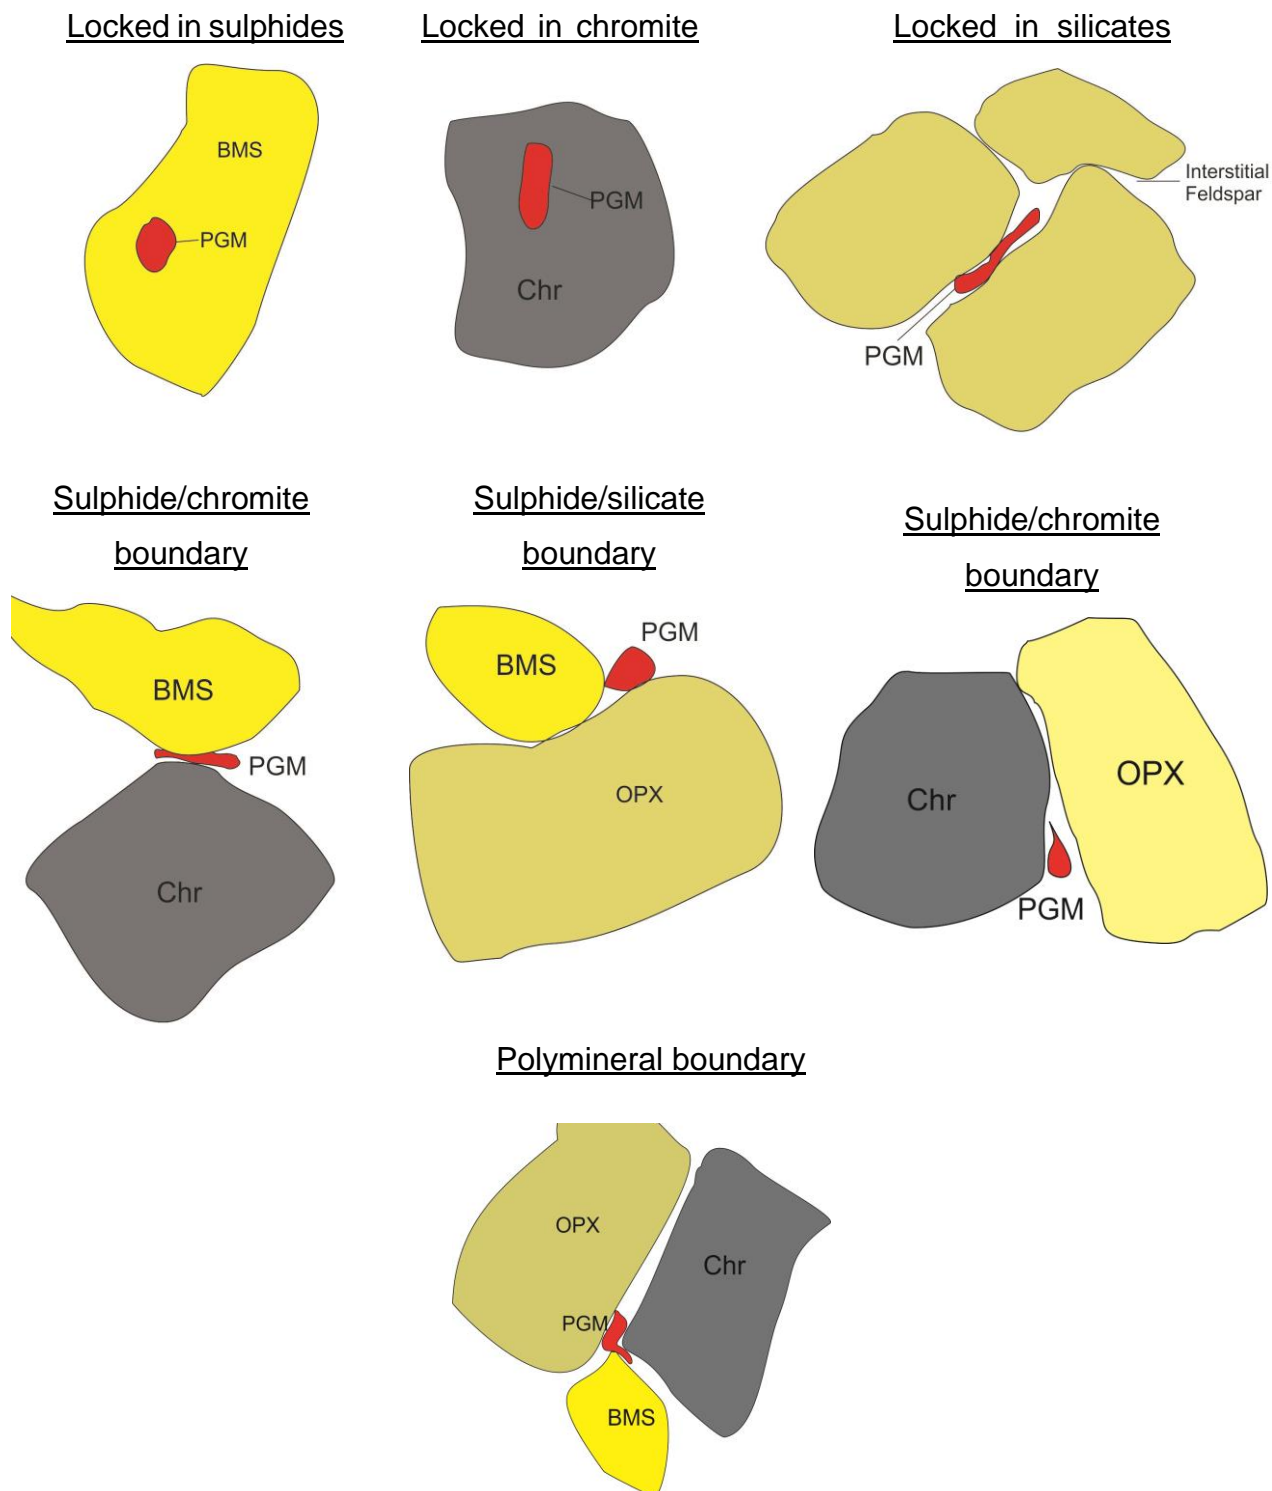 Locked in sulphides
Locked in chromite
Locked in silicates
BMS
PGM
PGM
Chr
Interstitial
Feldspar
PGM
Sulphide/chromite
boundary
Sulphide/silicate
boundary
Sulphide/chromite
boundary
BMS
PGM
Chr
PGM
BMS
OPX
Chr
OPX
PGM
Polymineral boundary
OPX
Chr
PGM
BMS